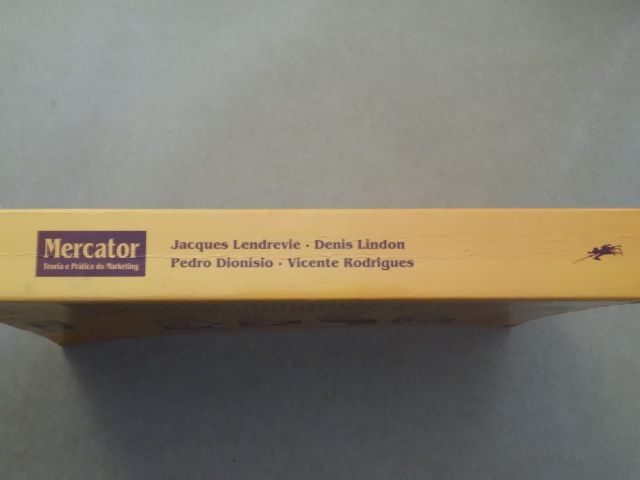 Mercator
Teoria e Prática do Marketing
Jacques Lendrevie · Denis Lindon
Pedro Dionísio · Vicente Rodrigues